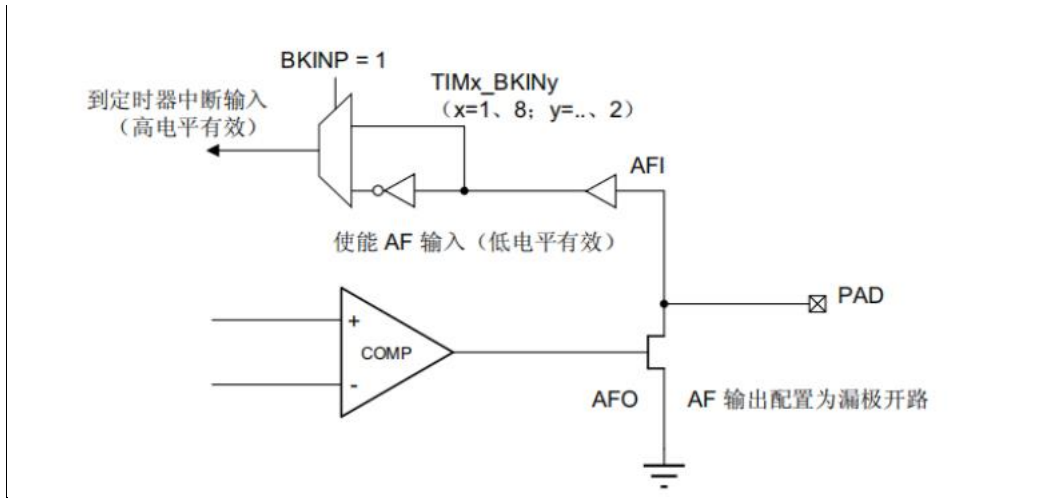 BKINP = 1
TIMx_BKINy
（x=1、8；y=..、2）
到定时器中断输入
（高电平有效）
AFI
使能 AF 输入（低电平有效）
PAD
+
COMP
-
AFO
AF 输出配置为漏极开路